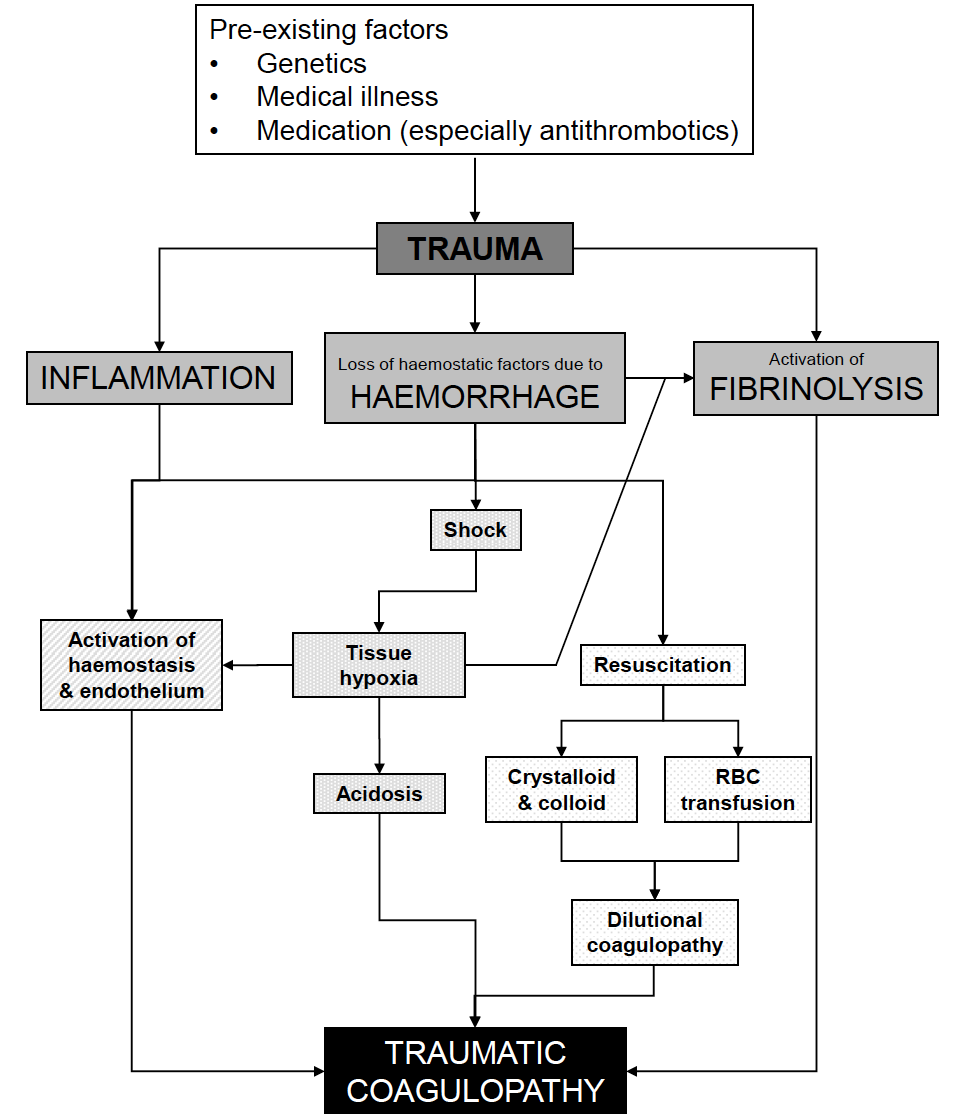 Pre-existing factors
• Genetics
• Medical illness
• Medication (especially antithrombotics)
TRAUMA
INFLAMMATION
Loss of haemostatic factors due to
HAEMORRHAGE
Activation of
FIBRINOLYSIS
Shock
Activation of
haemostasis
& endothelium
Tissue
hypoxia
Resuscitation
Acidosis
Crystalloid
& colloid
RBC
transfusion
Dilutional
coagulopathy
TRAUMATIC
COAGULOPATHY